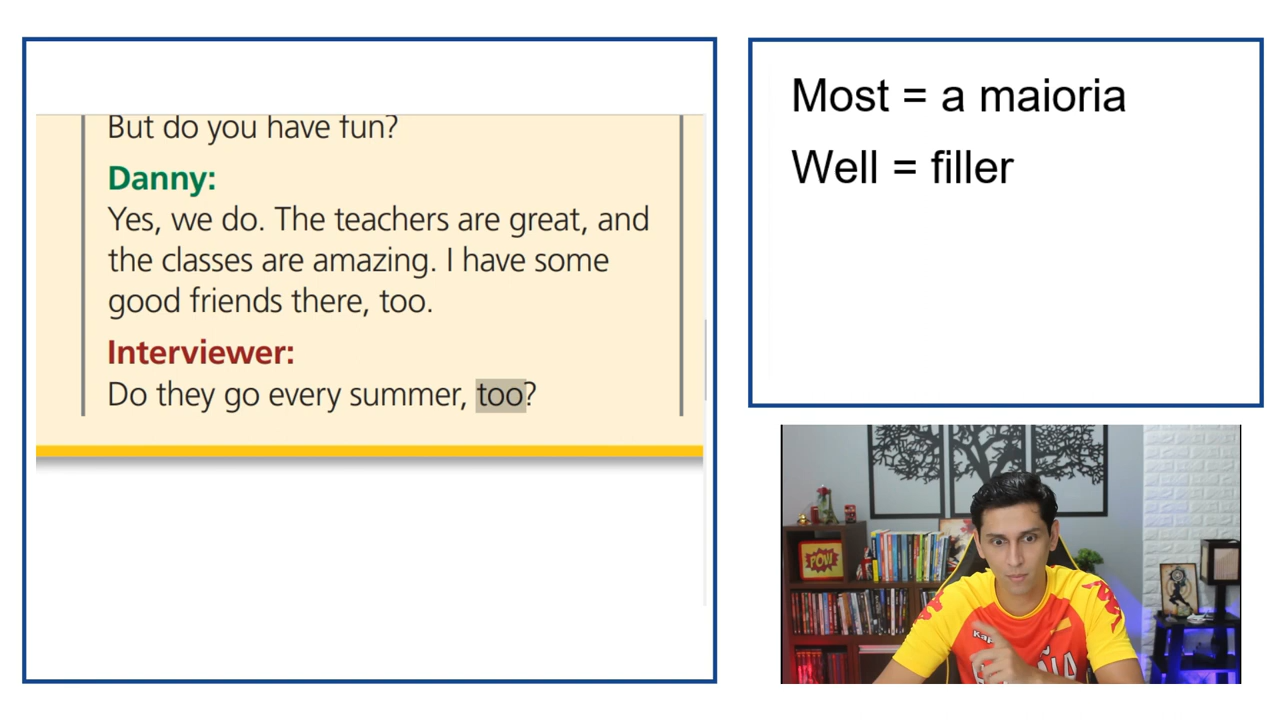 But do you have fun?
Danny:
Yes, we do. The teachers are great, and
the classes are amazing. I have some
good friends there, too.
Interviewer:
Do they go every summer, too?
Most = a maioria
Well = filler
POW